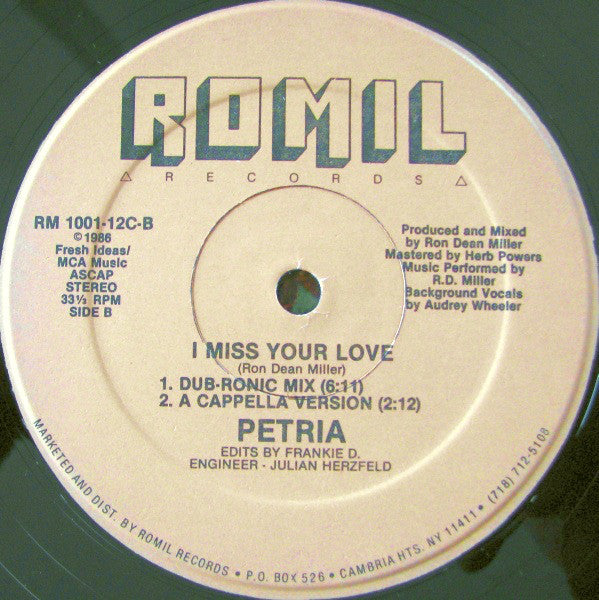 ROMIL
RECORDS
RM 1001-12C-B
©1986
Fresh Ideas/
MCA Music
ASCAP
STEREO
33⅓ RPM
SIDE B
Produced and Mixed
by Ron Dean Miller
Mastered by Herb Powers
Music Performed by
R.D. Miller
Background Vocals
by Audrey Wheeler
I MISS YOUR LOVE
(Ron Dean Miller)
1. DUB-RONIC MIX (6:11)
2. A CAPPELLA VERSION (2:12)
PETRIA
EDITS BY FRANKIE D.
ENGINEER - JULIAN HERZFELD
MARKETED AND DIST. BY ROMIL RECORDS • P.O. BOX 526 • CAMBRIA HTS. NY 11411 • (718) 712-5108